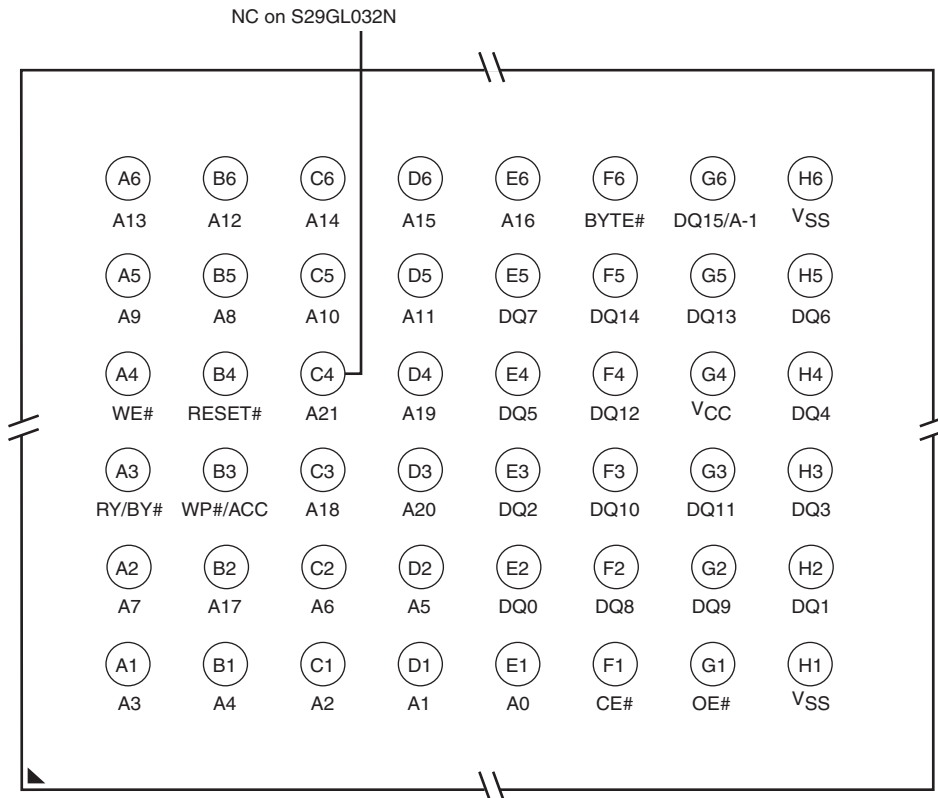 NC on S29GL032N
A6 B6 C6 D6 E6 F6 G6 H6
A13 A12 A14 A15 A16 BYTE# DQ15/A-1 VSS
A5 B5 C5 D5 E5 F5 G5 H5
A9 A8 A10 A11 DQ7 DQ14 DQ13 DQ6
A4 B4 C4 D4 E4 F4 G4 H4
WE# RESET# A21 A19 DQ5 DQ12 VCC DQ4
A3 B3 C3 D3 E3 F3 G3 H3
RY/BY# WP#/ACC A18 A20 DQ2 DQ10 DQ11 DQ3
A2 B2 C2 D2 E2 F2 G2 H2
A7 A17 A6 A5 DQ0 DQ8 DQ9 DQ1
A1 B1 C1 D1 E1 F1 G1 H1
A3 A4 A2 A1 A0 CE# OE# VSS